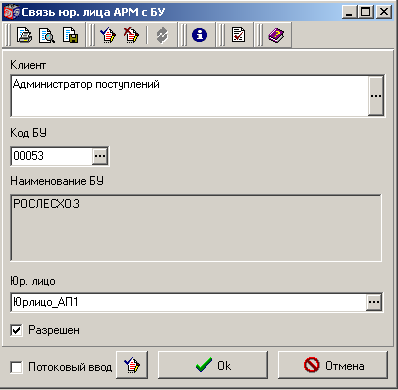 Связь юр. лица АРМ с БУ
Клиент
Администратор поступлений
Код БУ
00053
Наименование БУ
РОСЛЕСХОЗ
Юр. лицо
Юрлицо_АП1
Разрешен
Потоковый ввод
Ok
Отмена